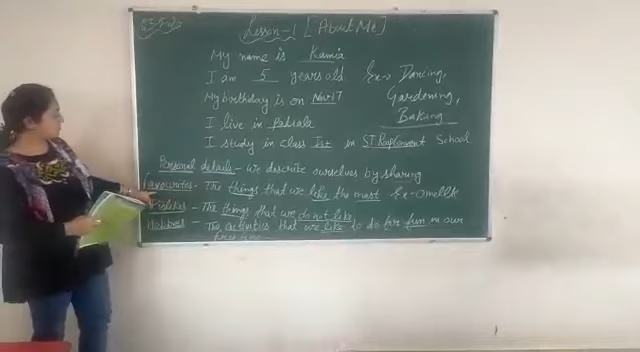 Lesson-1 [About Me]
My name is Kamia
I am 5 years old Ex-> Dancing,
My birthday is on Nov 17 Gardening,
I live in Patiala Baking
I study in class Ist in ST Convent School
Personal details - We describe ourselves by sharing
Favourites - The things that we like the most Ex-
Dislikes - The things that we do not like
Hobbies - The activities that we like to do for fun in our
free time